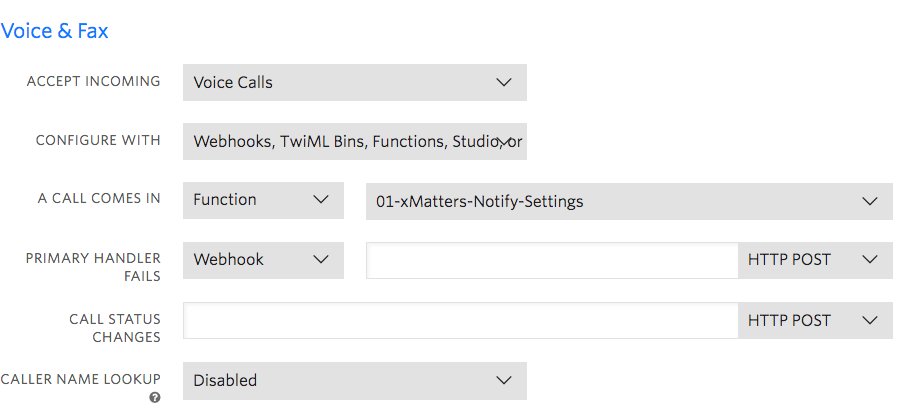 Voice & Fax
ACCEPT INCOMING Voice Calls
CONFIGURE WITH Webhooks, TwiML Bins, Functions, Studio, or
A CALL COMES IN Function 01-xMatters-Notify-Settings
PRIMARY HANDLER FAILS Webhook HTTP POST
CALL STATUS CHANGES HTTP POST
CALLER NAME LOOKUP Disabled
?